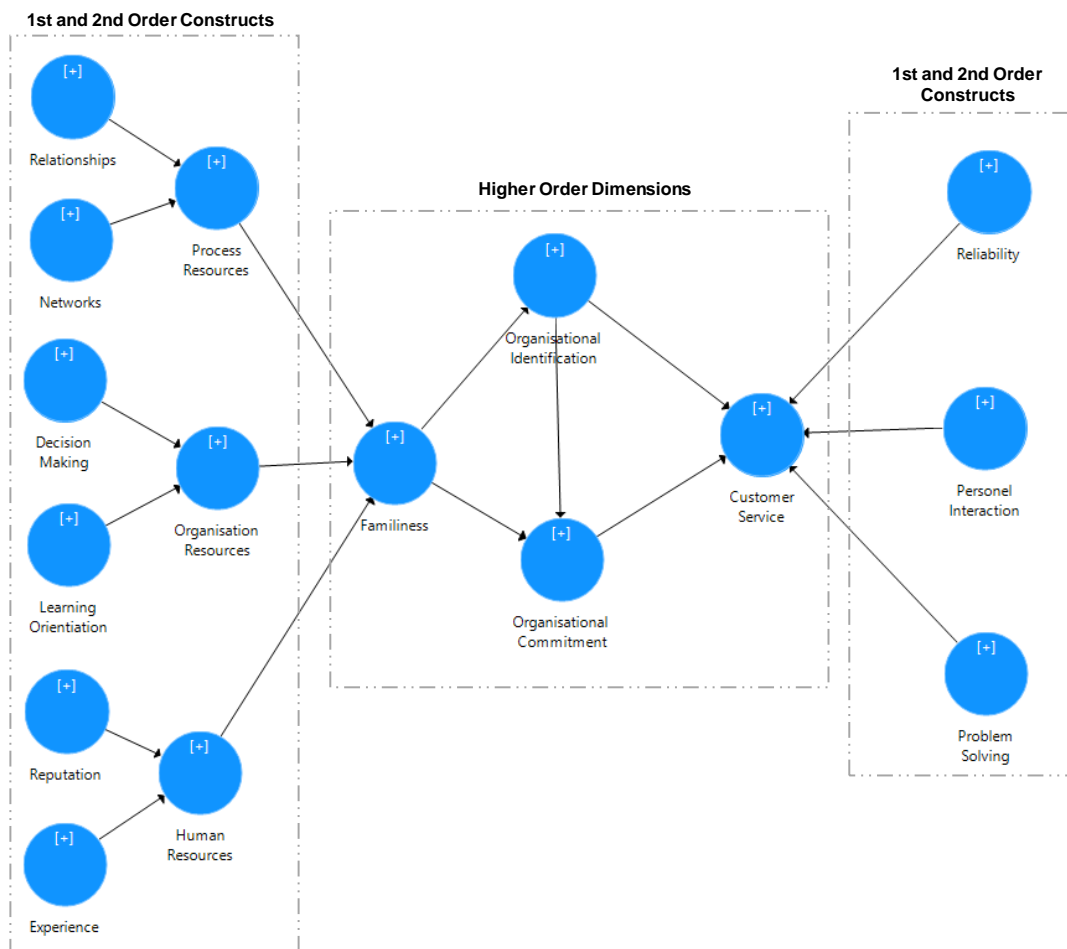 1st and 2nd Order Constructs
[+]
Relationships
[+]
Networks
[+]
Process
Resources
[+]
Decision
Making
[+]
Learning
Orientiation
[+]
Organisation
Resources
[+]
Reputation
[+]
Experience
[+]
Human
Resources
Higher Order Dimensions
[+]
Familiness
[+]
Organisational
Identification
[+]
Organisational
Commitment
[+]
Customer
Service
1st and 2nd Order
Constructs
[+]
Reliability
[+]
Personel
Interaction
[+]
Problem
Solving